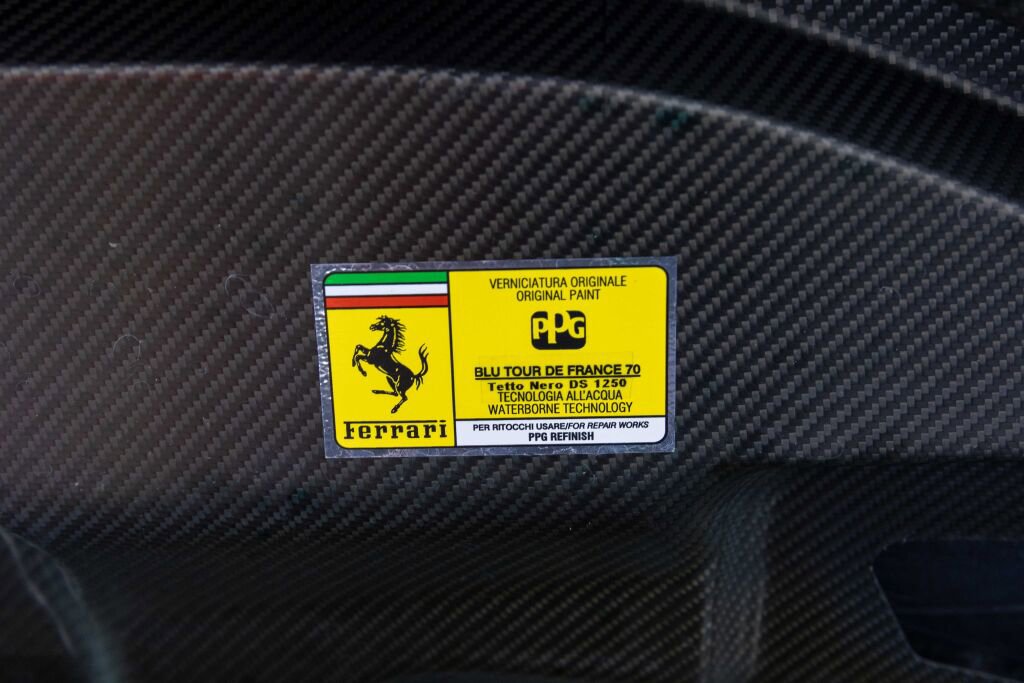 VERNICIATURA ORIGINALE
ORIGINAL PAINT
PPG
BLU TOUR DE FRANCE 70
Tetto Nero DS 1250
TECNOLOGIA ALL'ACQUA
WATERBORNE TECHNOLOGY
Ferrari
PER RITOCCHI USARE/FOR REPAIR WORKS
PPG REFINISH